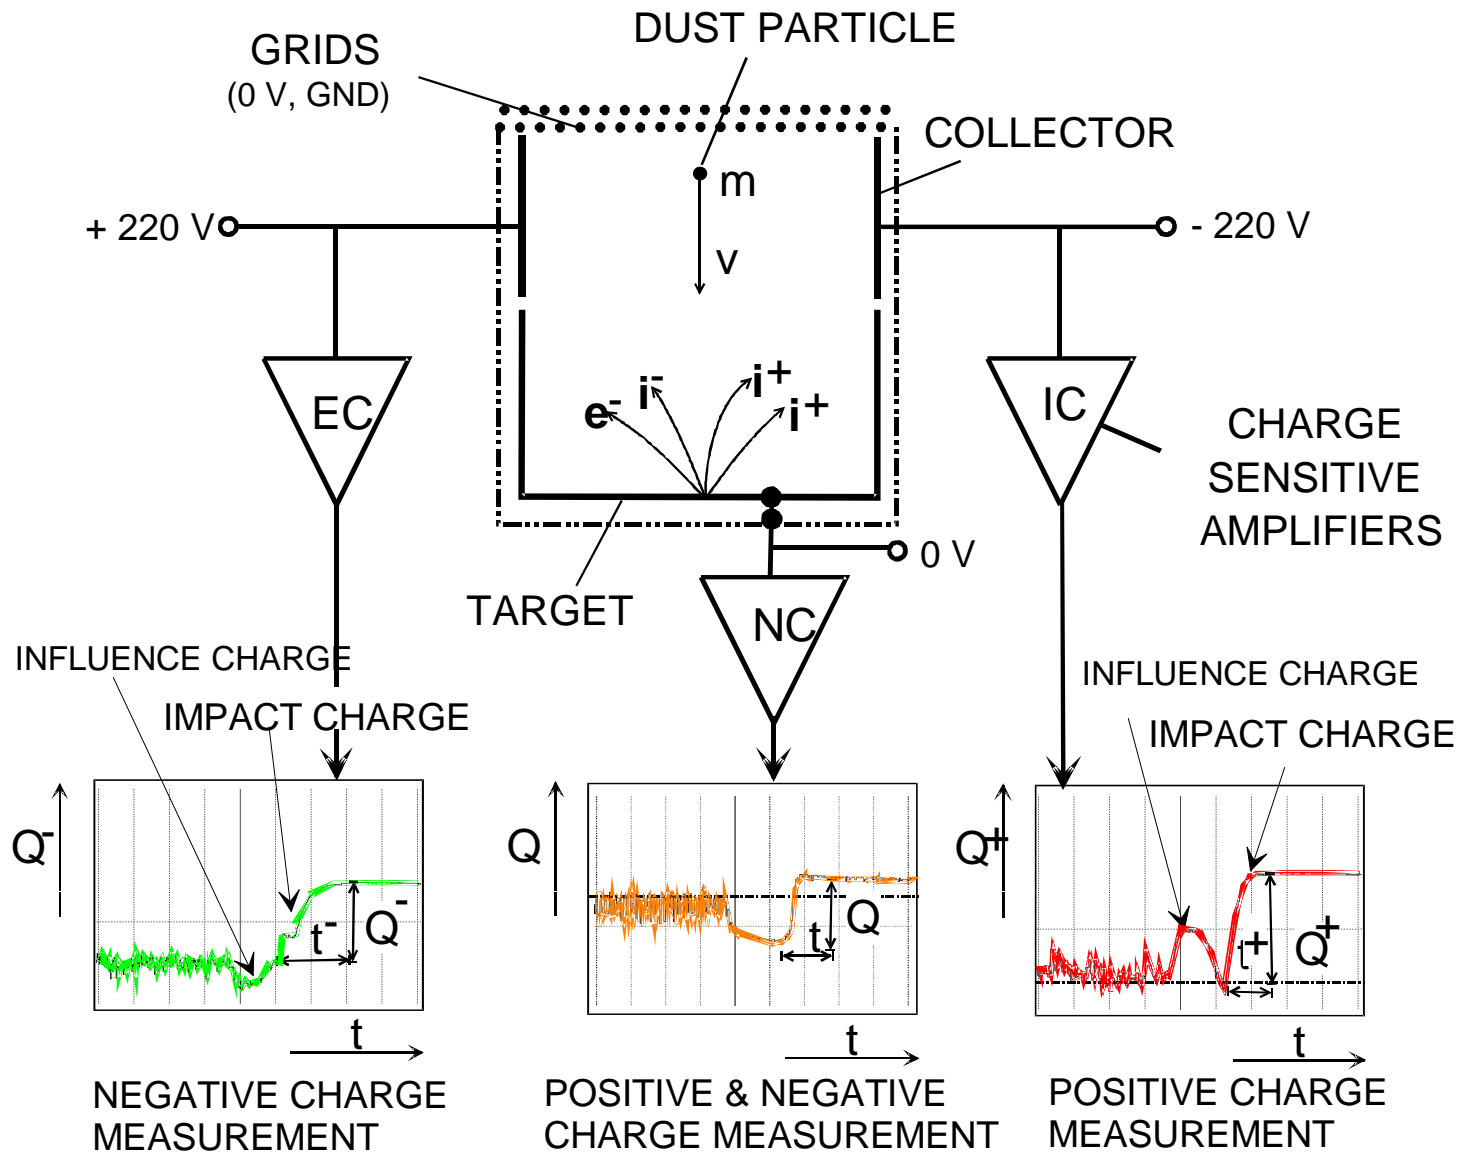 DUST PARTICLE
GRIDS
(0 V, GND)
COLLECTOR
m
+ 220 V
- 220 V
v
e-
i-
i+
i+
EC
IC
CHARGE
SENSITIVE
AMPLIFIERS
0 V
TARGET
NC
INFLUENCE CHARGE
IMPACT CHARGE
INFLUENCE CHARGE
IMPACT CHARGE
Q-
t-
Q-
t
Q
t
Q
t
Q+
t+
Q+
t
NEGATIVE CHARGE
MEASUREMENT
POSITIVE & NEGATIVE
CHARGE MEASUREMENT
POSITIVE CHARGE
MEASUREMENT